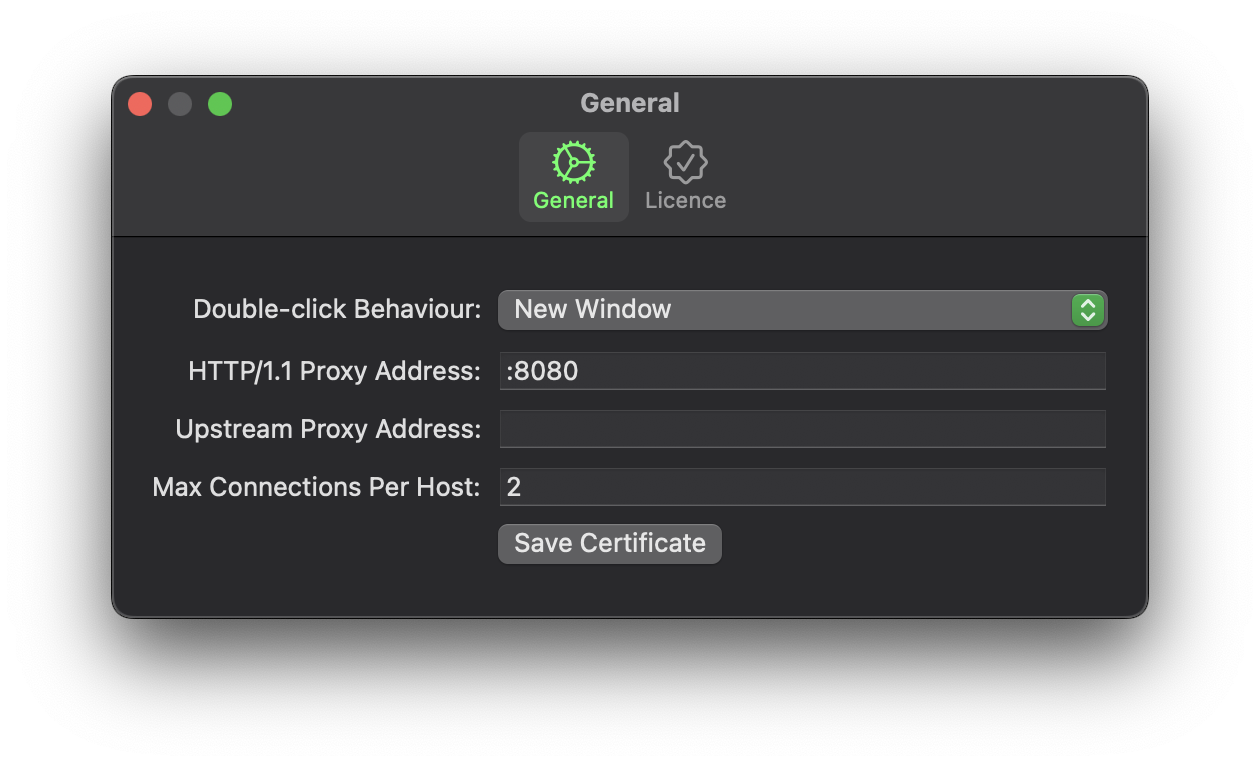 General
General Licence
Double-click Behaviour: New Window
HTTP/1.1 Proxy Address: :8080
Upstream Proxy Address:
Max Connections Per Host: 2
Save Certificate